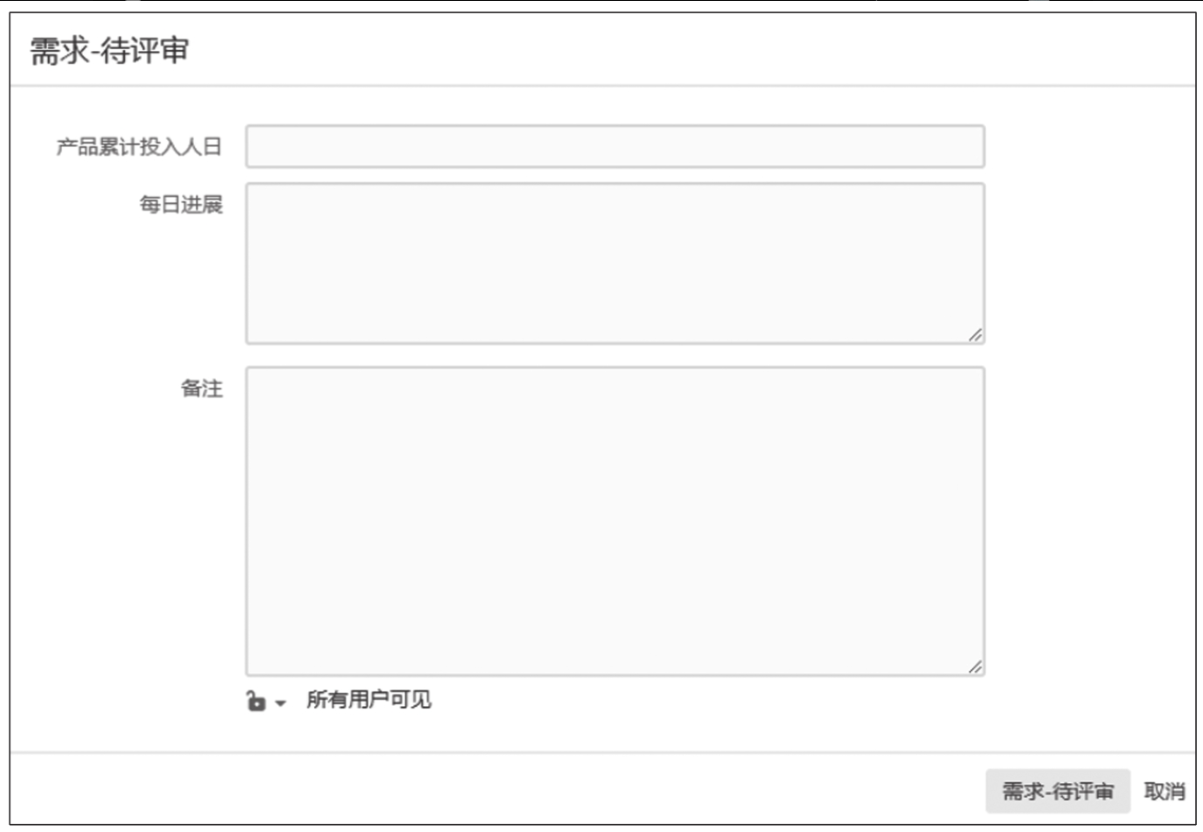 需求-待评审
产品累计投入人日
每日进展
备注
所有用户可见
需求-待评审 取消